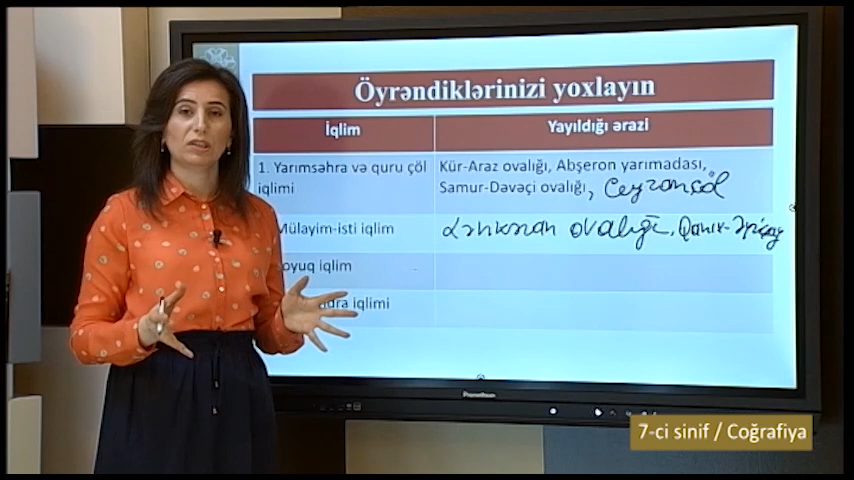 Öyrəndiklərinizi yoxlayın
İqlim
Yayıldığı ərazi
1. Yarımsəhra və quru çöl
iqlimi
Kür-Araz ovalığı, Abşeron yarımadası,
Samur-Dəvəçi ovalığı, Ceyrançöl
Mülayim-isti iqlim
Lənkəran ovalığı, Qanıx-Əyriçay
oyuq iqlim
dra iqlimi
Promethean
7-ci sinif / Coğrafiya